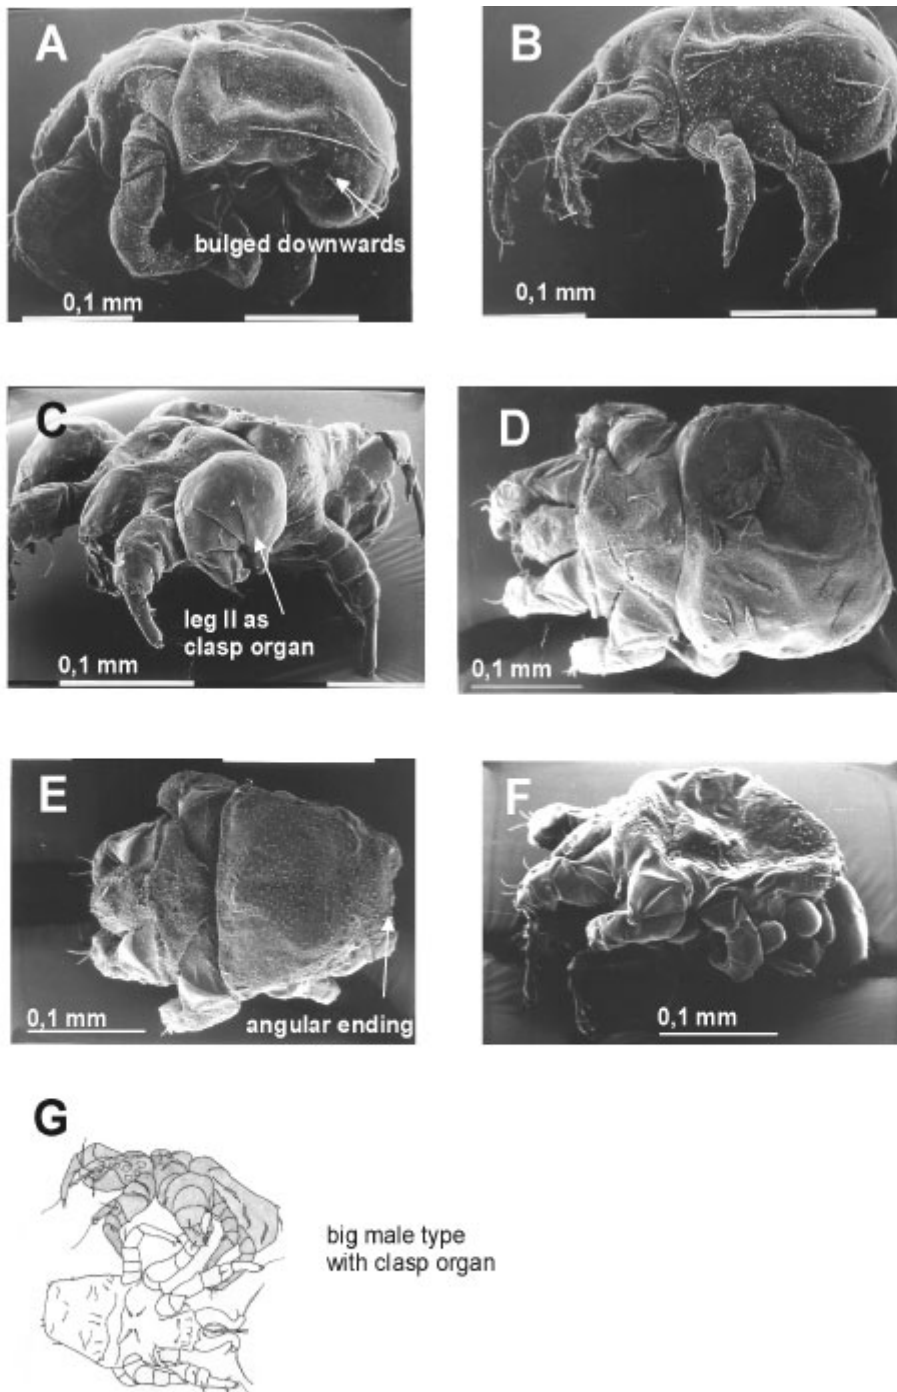 A
bulged downwards
0,1 mm
B
0,1 mm
C
leg II as
clasp organ
0,1 mm
D
0,1 mm
E
0,1 mm
angular ending
F
0,1 mm
G
big male type
with clasp organ